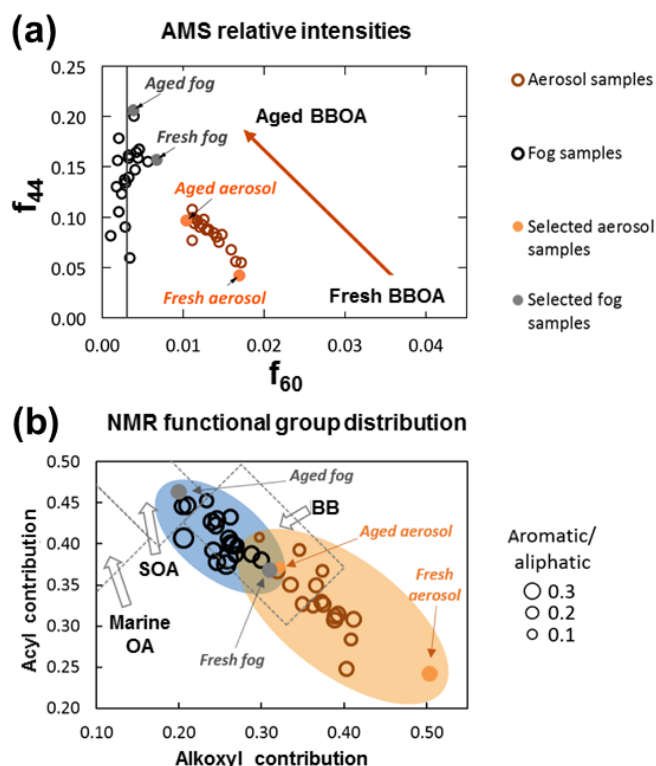 (a)
AMS relative intensities
0.25
0.20
0.15
0.10
0.05
0.00
f44
0.00
0.01
0.02
0.03
0.04
f60
Aged fog
Fresh fog
Aged BBOA
Aged aerosol
Fresh aerosol
Fresh BBOA
Aerosol samples
Fog samples
Selected aerosol
samples
Selected fog
samples
(b)
NMR functional group distribution
0.50
0.45
0.40
0.35
0.30
0.25
0.20
Acyl contribution
0.10
0.20
0.30
0.40
0.50
Alkoxyl contribution
Aged fog
BB
Aged aerosol
SOA
Fresh
aerosol
Marine
OA
Fresh fog
Aromatic/
aliphatic
0.3
0.2
0.1